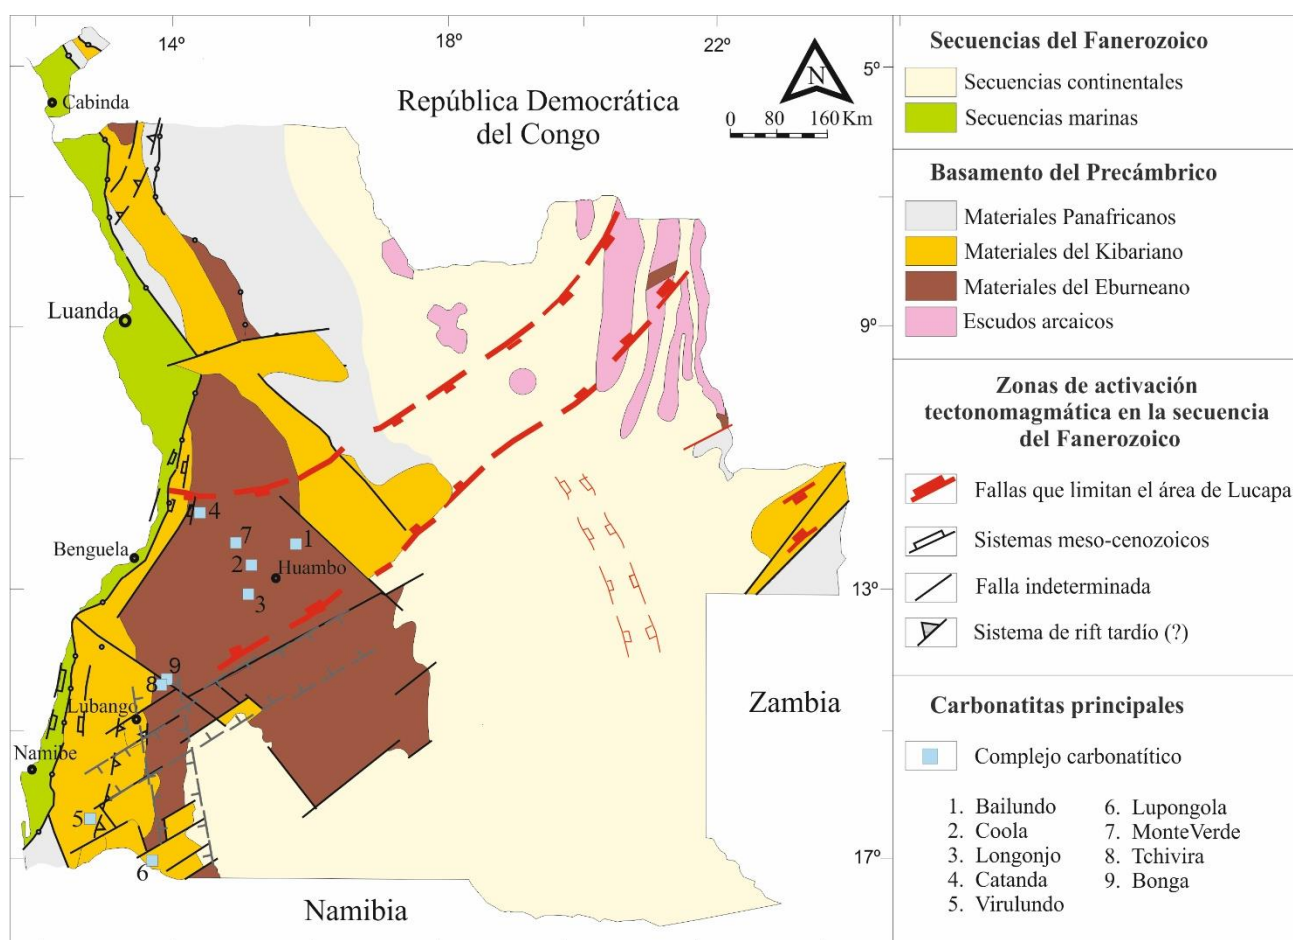 14º
18º
22º
5º
9º
13º
17º
N
0 80 160 Km
Cabinda
República Democrática
del Congo
Luanda
Benguela
4
7
1
2
Huambo
3
9
8
Lubango
Namibe
5
6
Zambia
Namibia
Secuencias del Fanerozoico
Secuencias continentales
Secuencias marinas
Basamento del Precámbrico
Materiales Panafricanos
Materiales del Kibariano
Materiales del Eburneano
Escudos arcaicos
Zonas de activación
tectonomagmática en la secuencia
del Fanerozoico
Fallas que limitan el área de Lucapa
Sistemas meso-cenozoicos
Falla indeterminada
Sistema de rift tardío (?)
Carbonatitas principales
Complejo carbonatítico
1. Bailundo
2. Coola
3. Longonjo
4. Catanda
5. Virulundo
6. Lupongola
7. MonteVerde
8. Tchivira
9. Bonga